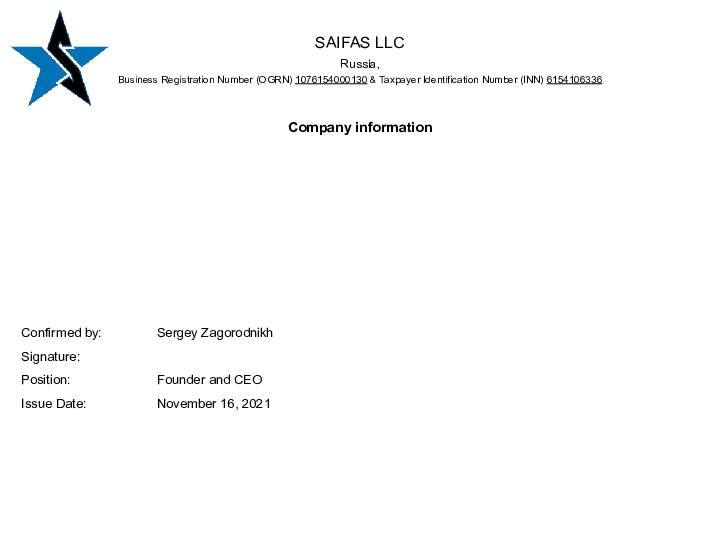 SAIFAS LLC
Russia,
Business Registration Number (OGRN) 1076154000130 & Taxpayer Identification Number (INN) 6154106336
Company information
Confirmed by: Sergey Zagorodnikh
Signature:
Position: Founder and CEO
Issue Date: November 16, 2021